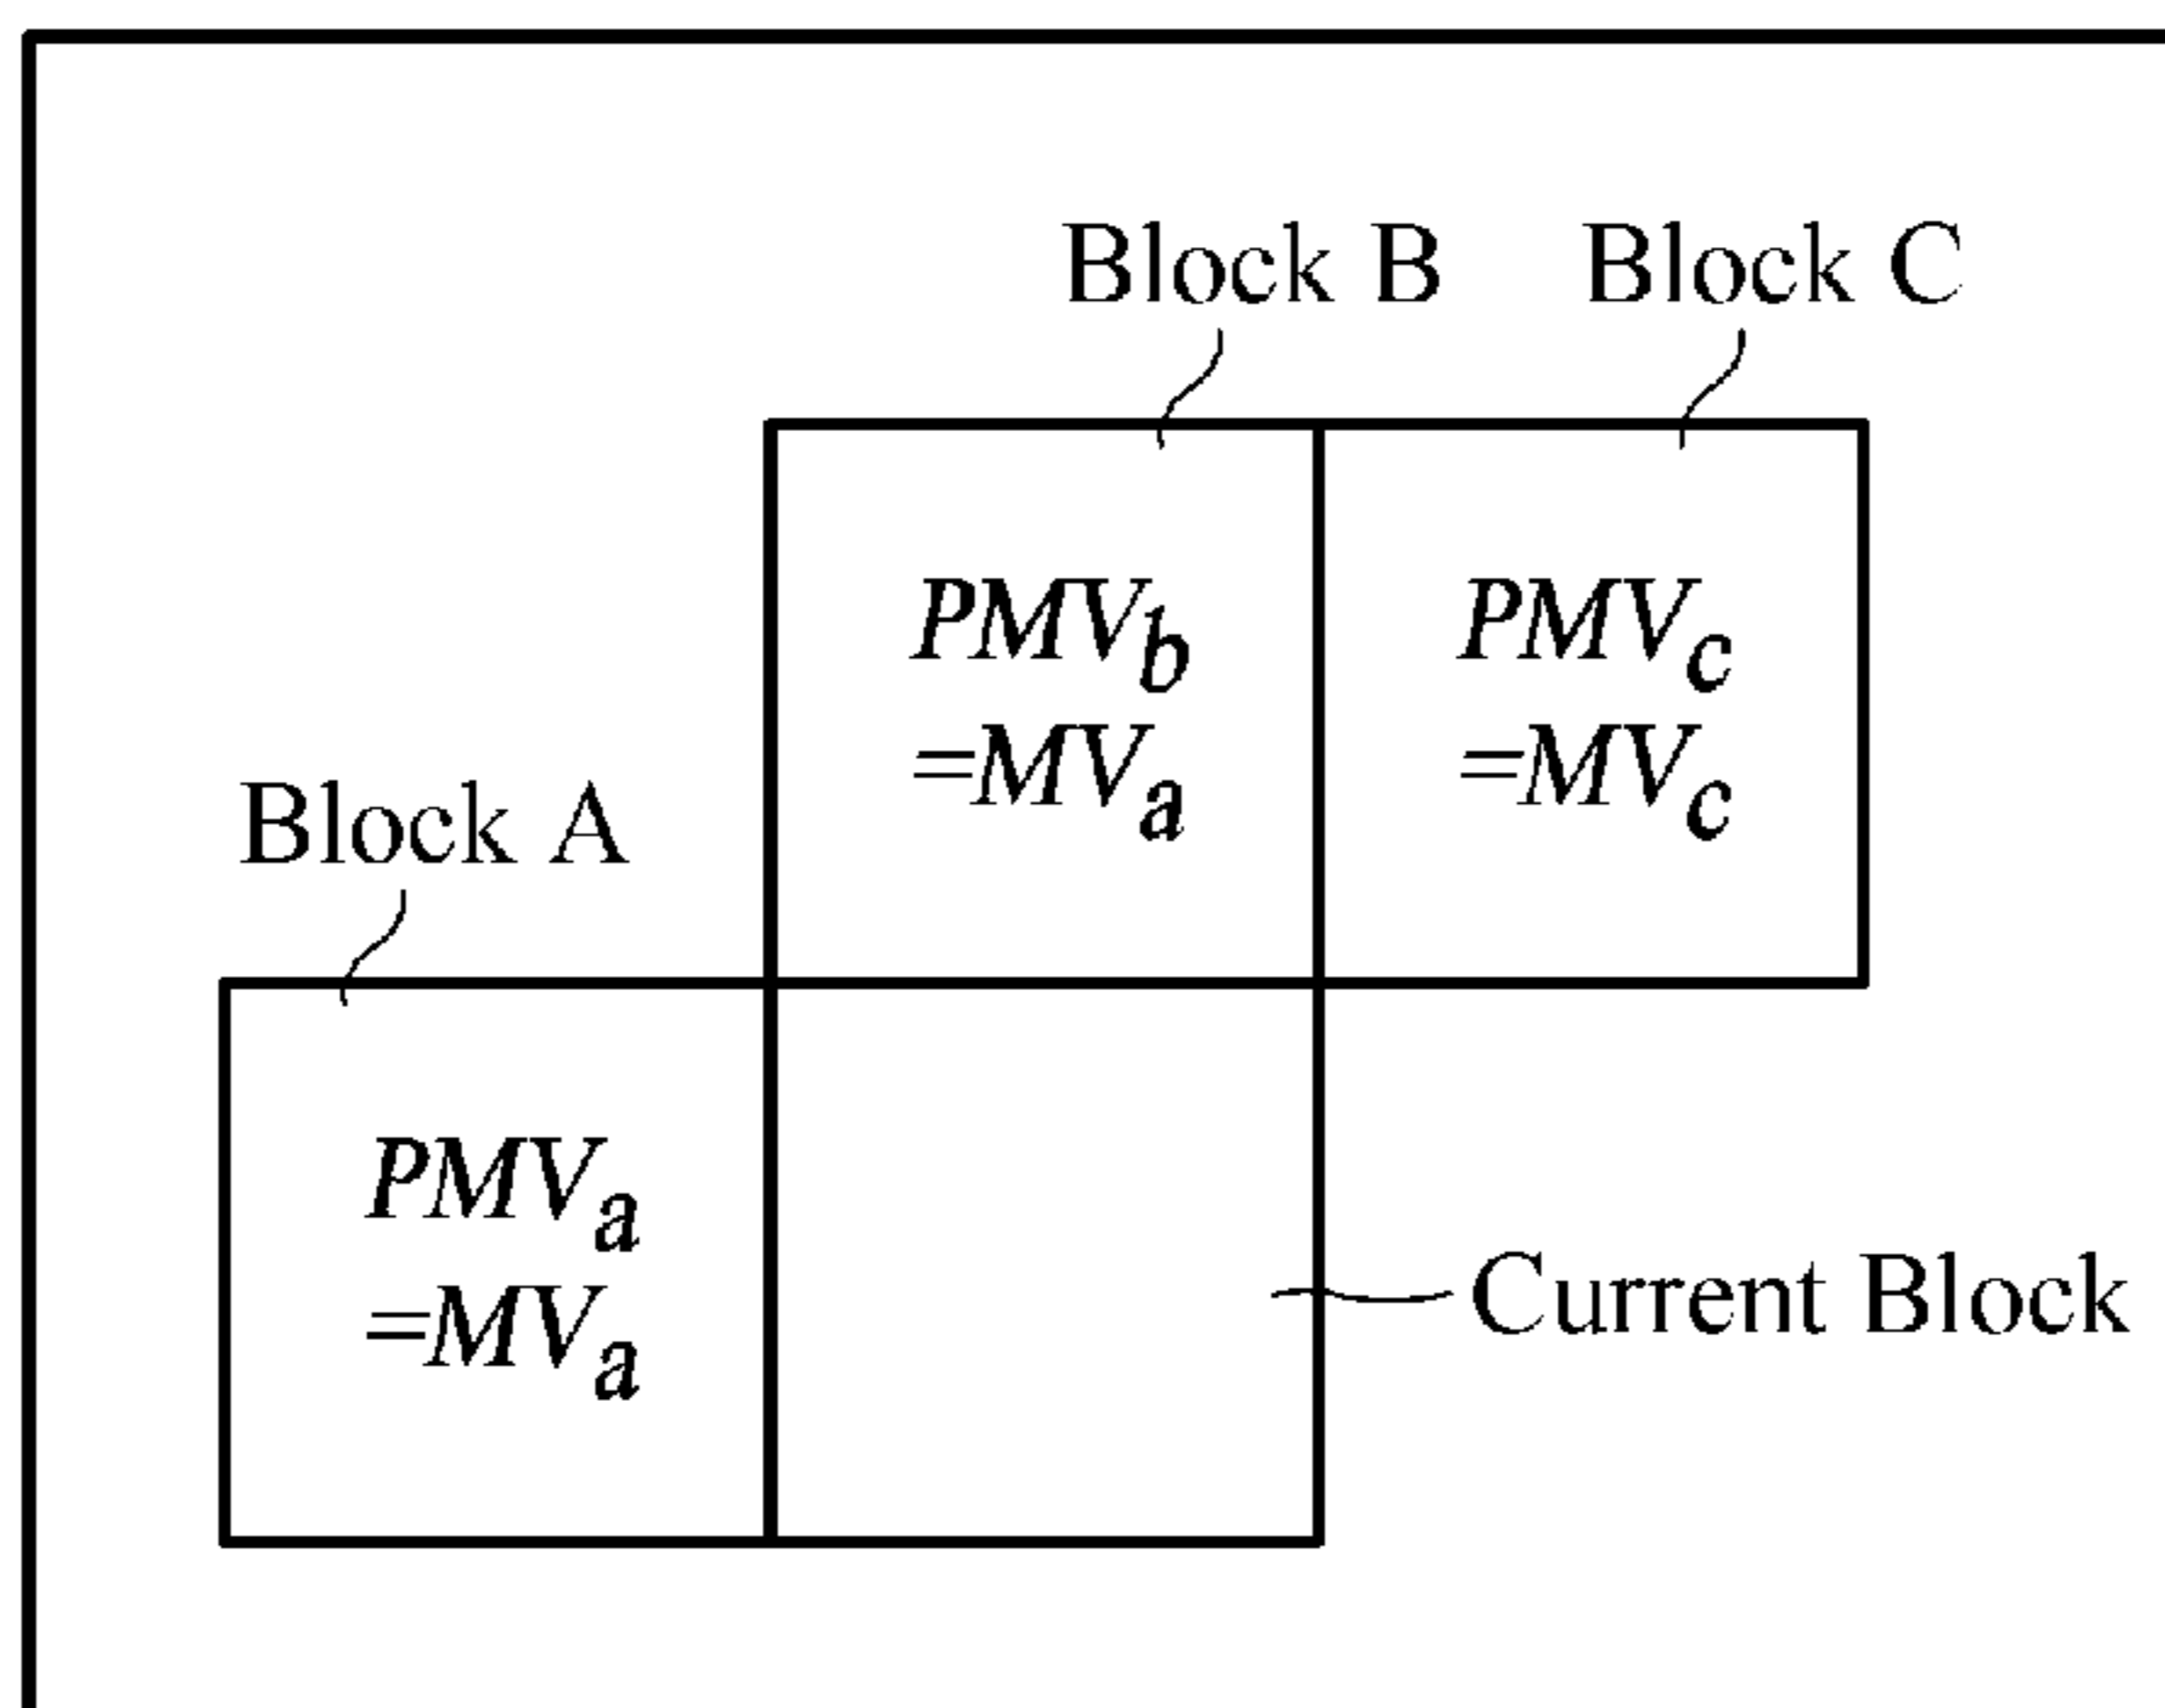 Block B
Block C
PMVb
=MVa
PMVc
=MVc
Block A
PMVa
=MVa
Current Block